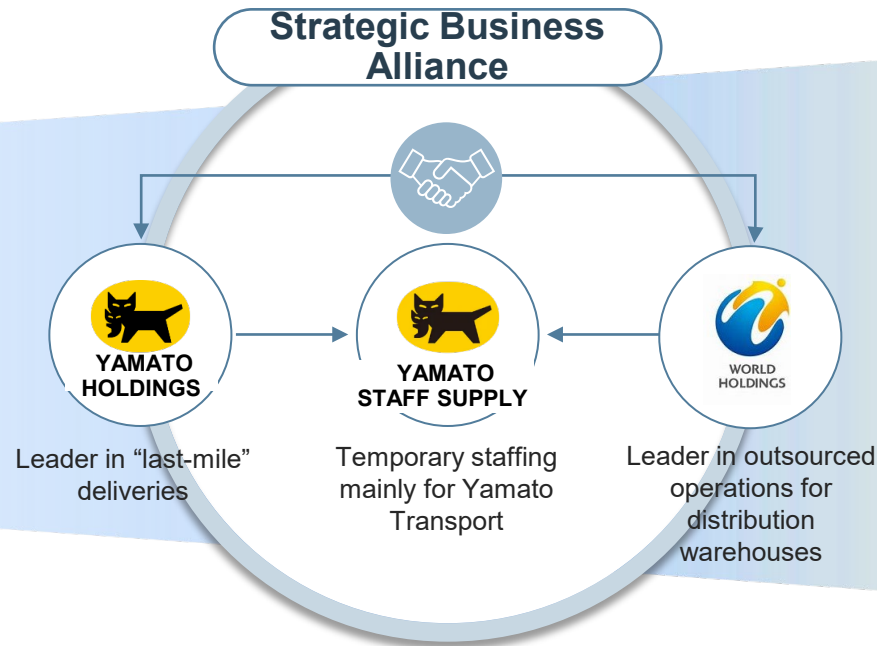 Strategic Business
Alliance
YAMATO
HOLDINGS
YAMATO
STAFF SUPPLY
WORLD
HOLDINGS
Leader in “last-mile”
deliveries
Temporary staffing
mainly for Yamato
Transport
Leader in outsourced
operations for
distribution
warehouses